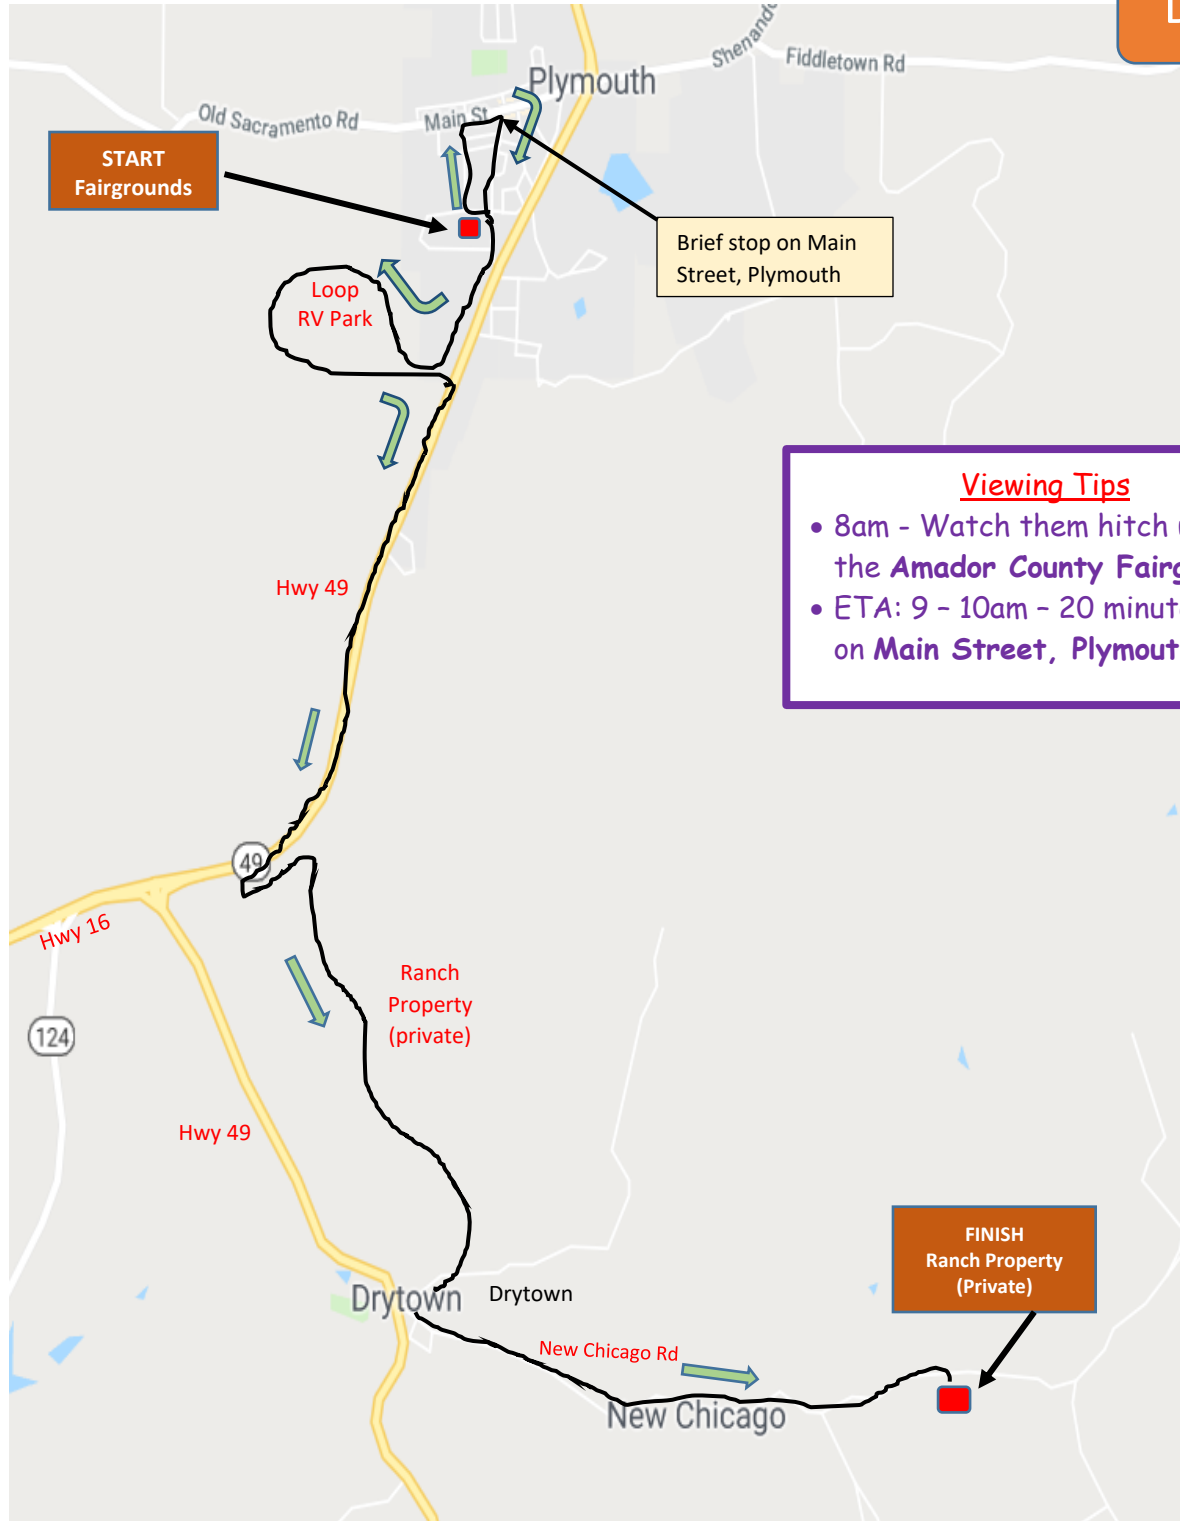 Plymouth
Shenando
Fiddletown Rd
Old Sacramento Rd
Main St
START
Fairgrounds
Brief stop on Main
Street, Plymouth
Loop
RV Park
Viewing Tips
• 8am - Watch them hitch
the Amador County Fairg
• ETA: 9 – 10am – 20 minut
on Main Street, Plymout
Hwy 49
49
Hwy 16
Ranch
Property
(private)
124
Hwy 49
FINISH
Ranch Property
(Private)
Drytown
Drytown
New Chicago Rd
New Chicago